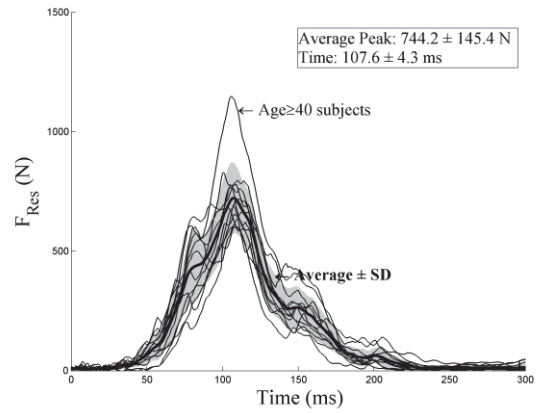 1500
Average Peak: 744.2 ± 145.4 N
Time: 107.6 ± 4.3 ms
Age≥40 subjects
1000
F_Res (N)
500
Average ± SD
0
0 50 100 150 200 250 300
Time (ms)